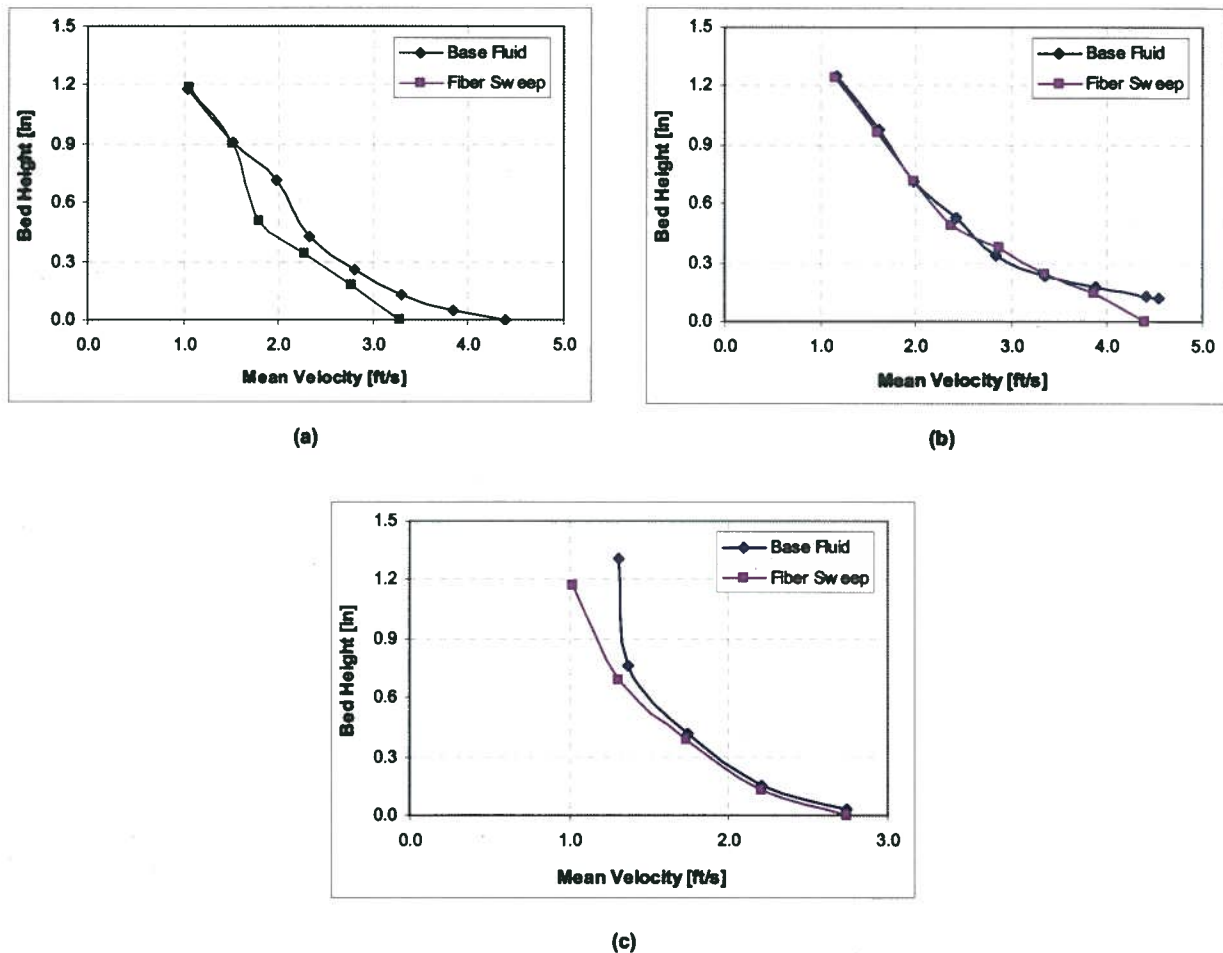 1.5
1.2
0.9
0.6
0.3
0.0
Bed Height [in]
Base Fluid
Fiber Sweep
0.0 1.0 2.0 3.0 4.0 5.0
Mean Velocity [ft/s]
(a)
1.5
1.2
0.9
0.6
0.3
0.0
Bed Height [in]
Base Fluid
Fiber Sweep
0.0 1.0 2.0 3.0 4.0 5.0
Mean Velocity [ft/s]
(b)
1.5
1.2
0.9
0.6
0.3
0.0
Bed Height [in]
Base Fluid
Fiber Sweep
0.0 1.0 2.0 3.0
Mean Velocity [ft/s]
(c)